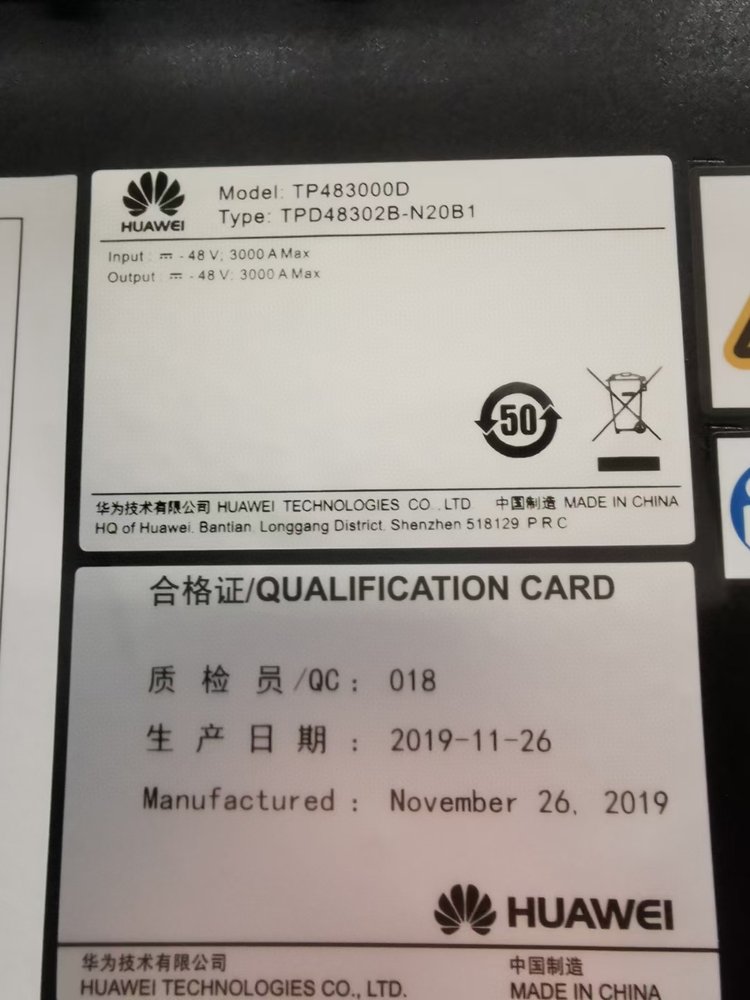 HUAWEI
Model: TP483000D
Type: TPD48302B-N20B1
Input : ⎓ - 48 V; 3000 A Max
Output : ⎓ - 48 V; 3000 A Max
50
华为技术有限公司 HUAWEI TECHNOLOGIES CO., LTD 中国制造 MADE IN CHINA
HQ of Huawei, Bantian, Longgang District, Shenzhen 518129 P R C
合格证/QUALIFICATION CARD
质检员/QC： 018
生产日期： 2019-11-26
Manufactured： November 26, 2019
HUAWEI
华为技术有限公司 中国制造
HUAWEI TECHNOLOGIES CO., LTD. MADE IN CHINA